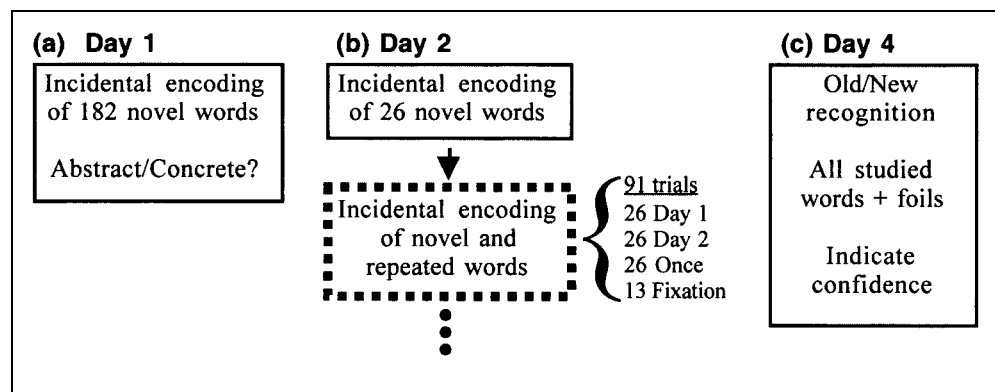 (a) Day 1
Incidental encoding
of 182 novel words
Abstract/Concrete?
(b) Day 2
Incidental encoding
of 26 novel words
Incidental encoding
of novel and
repeated words
91 trials
26 Day 1
26 Day 2
26 Once
13 Fixation
(c) Day 4
Old/New
recognition
All studied
words + foils
Indicate
confidence